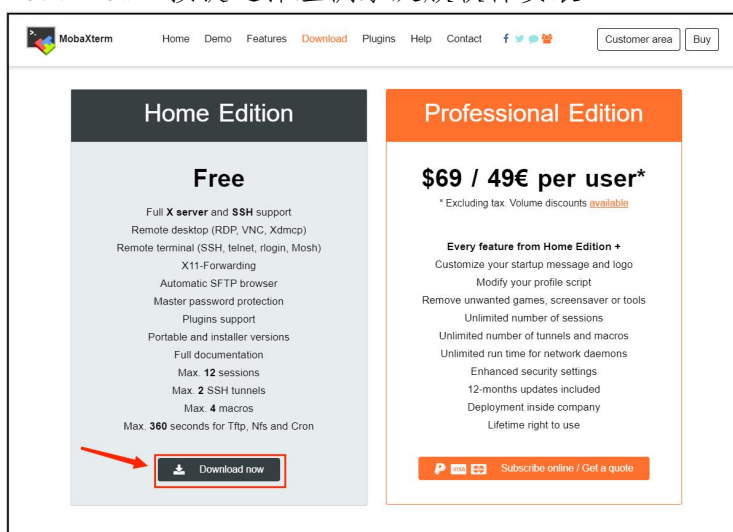 MobaXterm
Home Demo Features Download Plugins Help Contact
Customer area
Buy
Home Edition
Free
Full X server and SSH support
Remote desktop (RDP, VNC, Xdmcp)
Remote terminal (SSH, telnet, rlogin, Mosh)
X11-Forwarding
Automatic SFTP browser
Master password protection
Plugins support
Portable and installer versions
Full documentation
Max. 12 sessions
Max. 2 SSH tunnels
Max. 4 macros
Max. 360 seconds for Tftp, Nfs and Cron
Download now
Professional Edition
$69 / 49€ per user*
* Excluding tax. Volume discounts available
Every feature from Home Edition +
Customize your startup message and logo
Modify your profile script
Remove unwanted games, screensaver or tools
Unlimited number of sessions
Unlimited number of tunnels and macros
Unlimited run time for network daemons
Enhanced security settings
12-months updates included
Deployment inside company
Lifetime right to use
VISA
Subscribe online / Get a quote